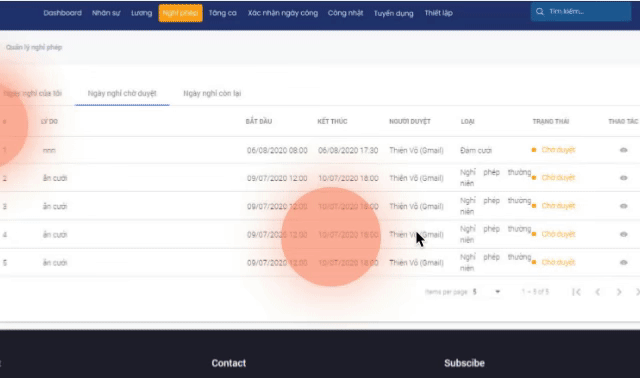 Dashboard Nhân sự Lương Nghỉ phép Tăng ca Xác nhận ngày công Công nhật Tuyển dụng Thiết lập Tìm kiếm...
Quản lý nghỉ phép
Ngày nghỉ của tôi Ngày nghỉ chờ duyệt Ngày nghỉ còn lại
# LÝ DO BẮT ĐẦU KẾT THÚC NGƯỜI DUYỆT LOẠI TRẠNG THÁI THAO TÁC
1 nnn 06/08/2020 08:00 06/08/2020 17:30 Thiên Võ (Gmail) Đám cưới Chờ duyệt
2 ăn cưới 09/07/2020 12:00 10/07/2020 18:00 Thiên Võ (Gmail) Nghỉ phép thường niên Chờ duyệt
3 ăn cưới 09/07/2020 12:00 10/07/2020 18:00 Thiên Võ (Gmail) Nghỉ phép thường niên Chờ duyệt
4 ăn cưới 09/07/2020 12:00 10/07/2020 18:00 Thiên Võ (Gmail) Nghỉ phép thường niên Chờ duyệt
5 ăn cưới 09/07/2020 12:00 10/07/2020 18:00 Thiên Võ (Gmail) Nghỉ phép thường niên Chờ duyệt
Items per page 5 1 – 5 of 5
Contact Subscibe